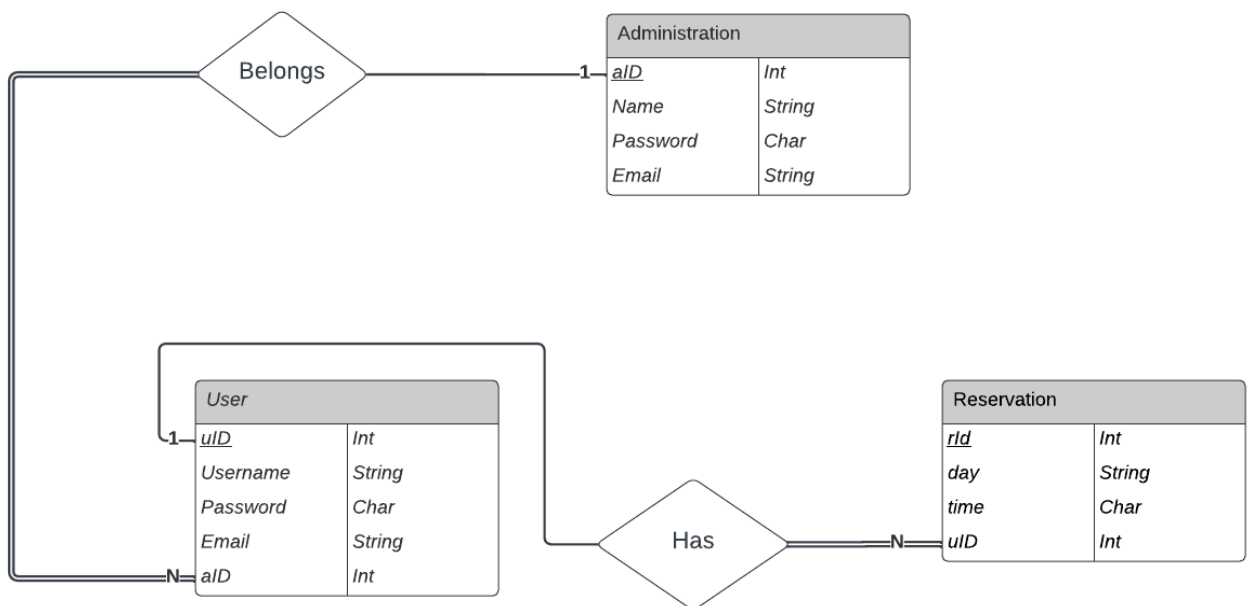 Belongs
1
Administration
aID Int
Name String
Password Char
Email String
User
1 uID Int
Username String
Password Char
Email String
N aID Int
Has
N
Reservation
rId Int
day String
time Char
uID Int